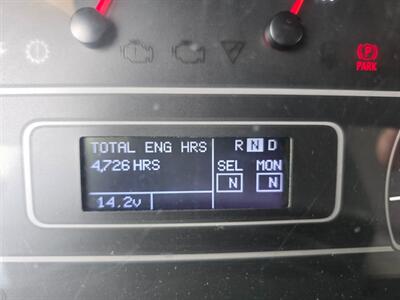 PARK
TOTAL ENG HRS
R N D
4,726 HRS
SEL MON
N N
14.2v